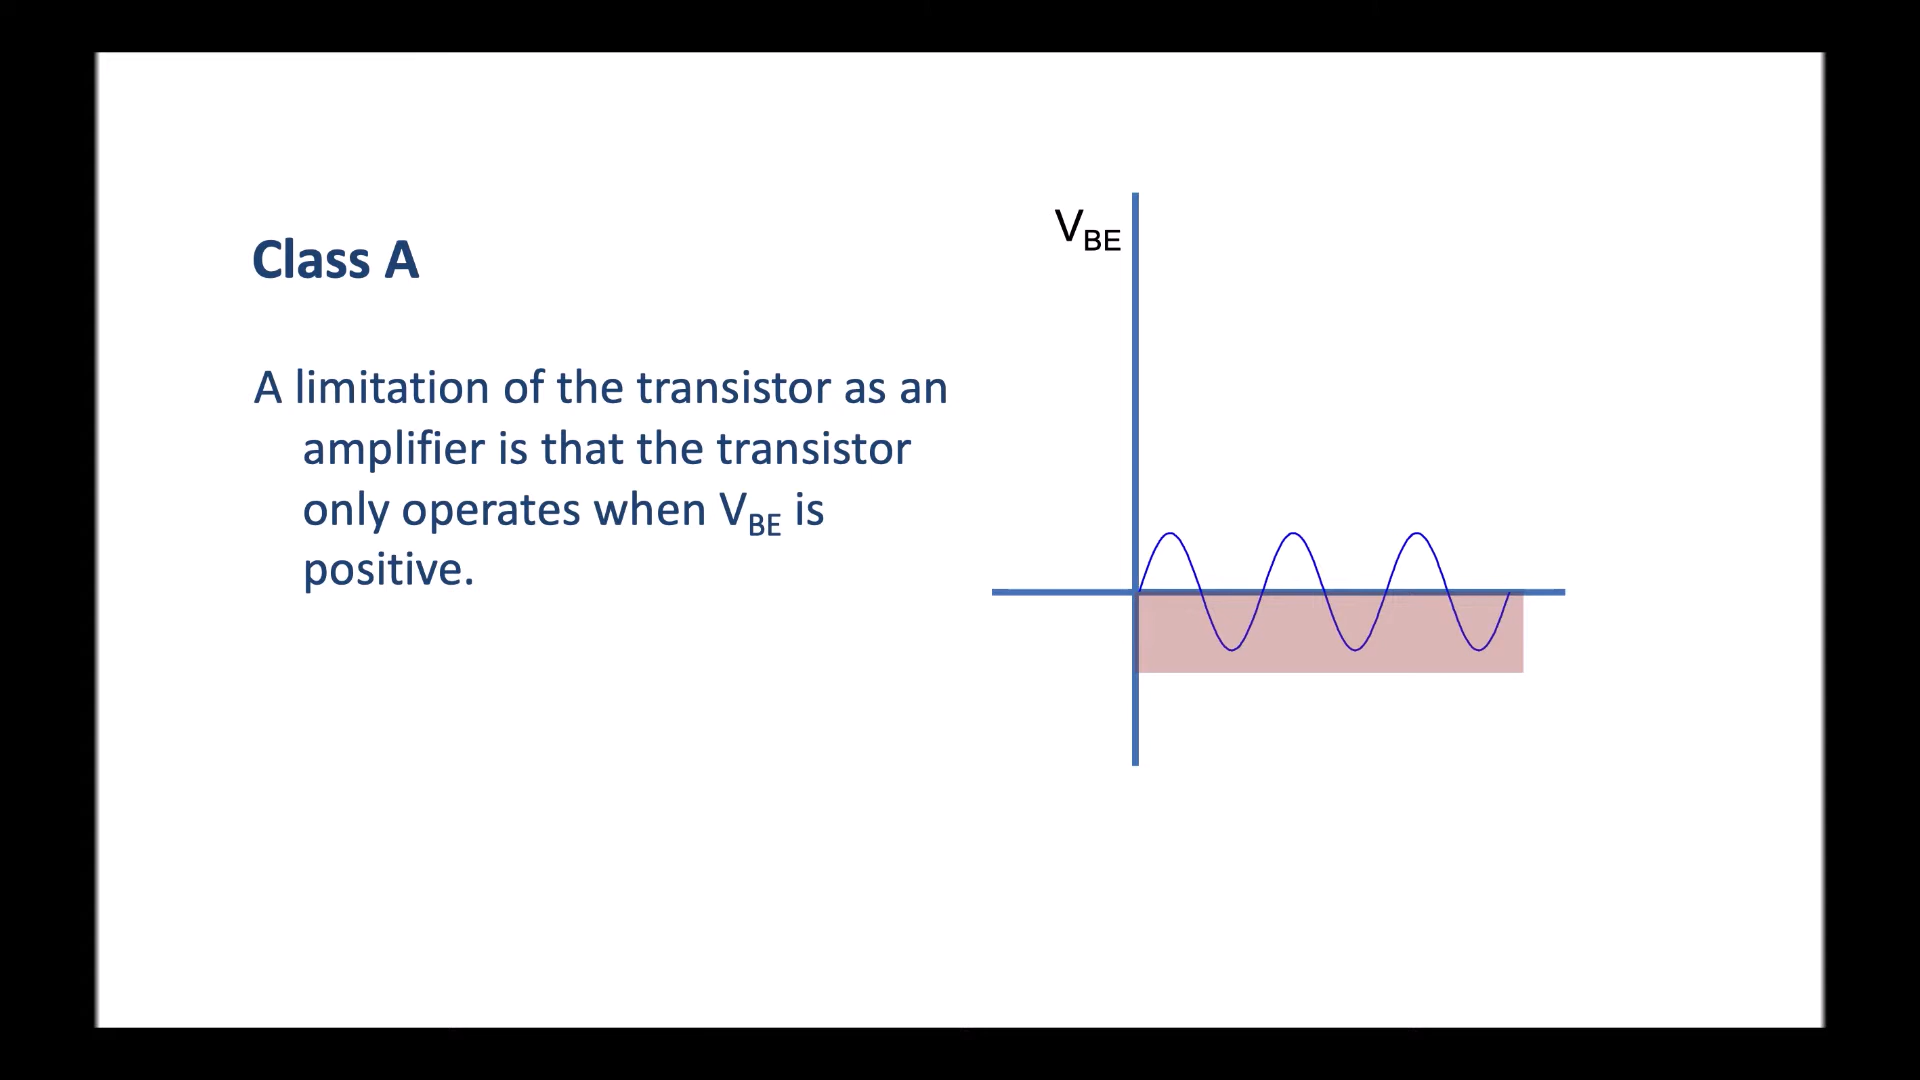 Class A
A limitation of the transistor as an
amplifier is that the transistor
only operates when VBE is
positive.
VBE